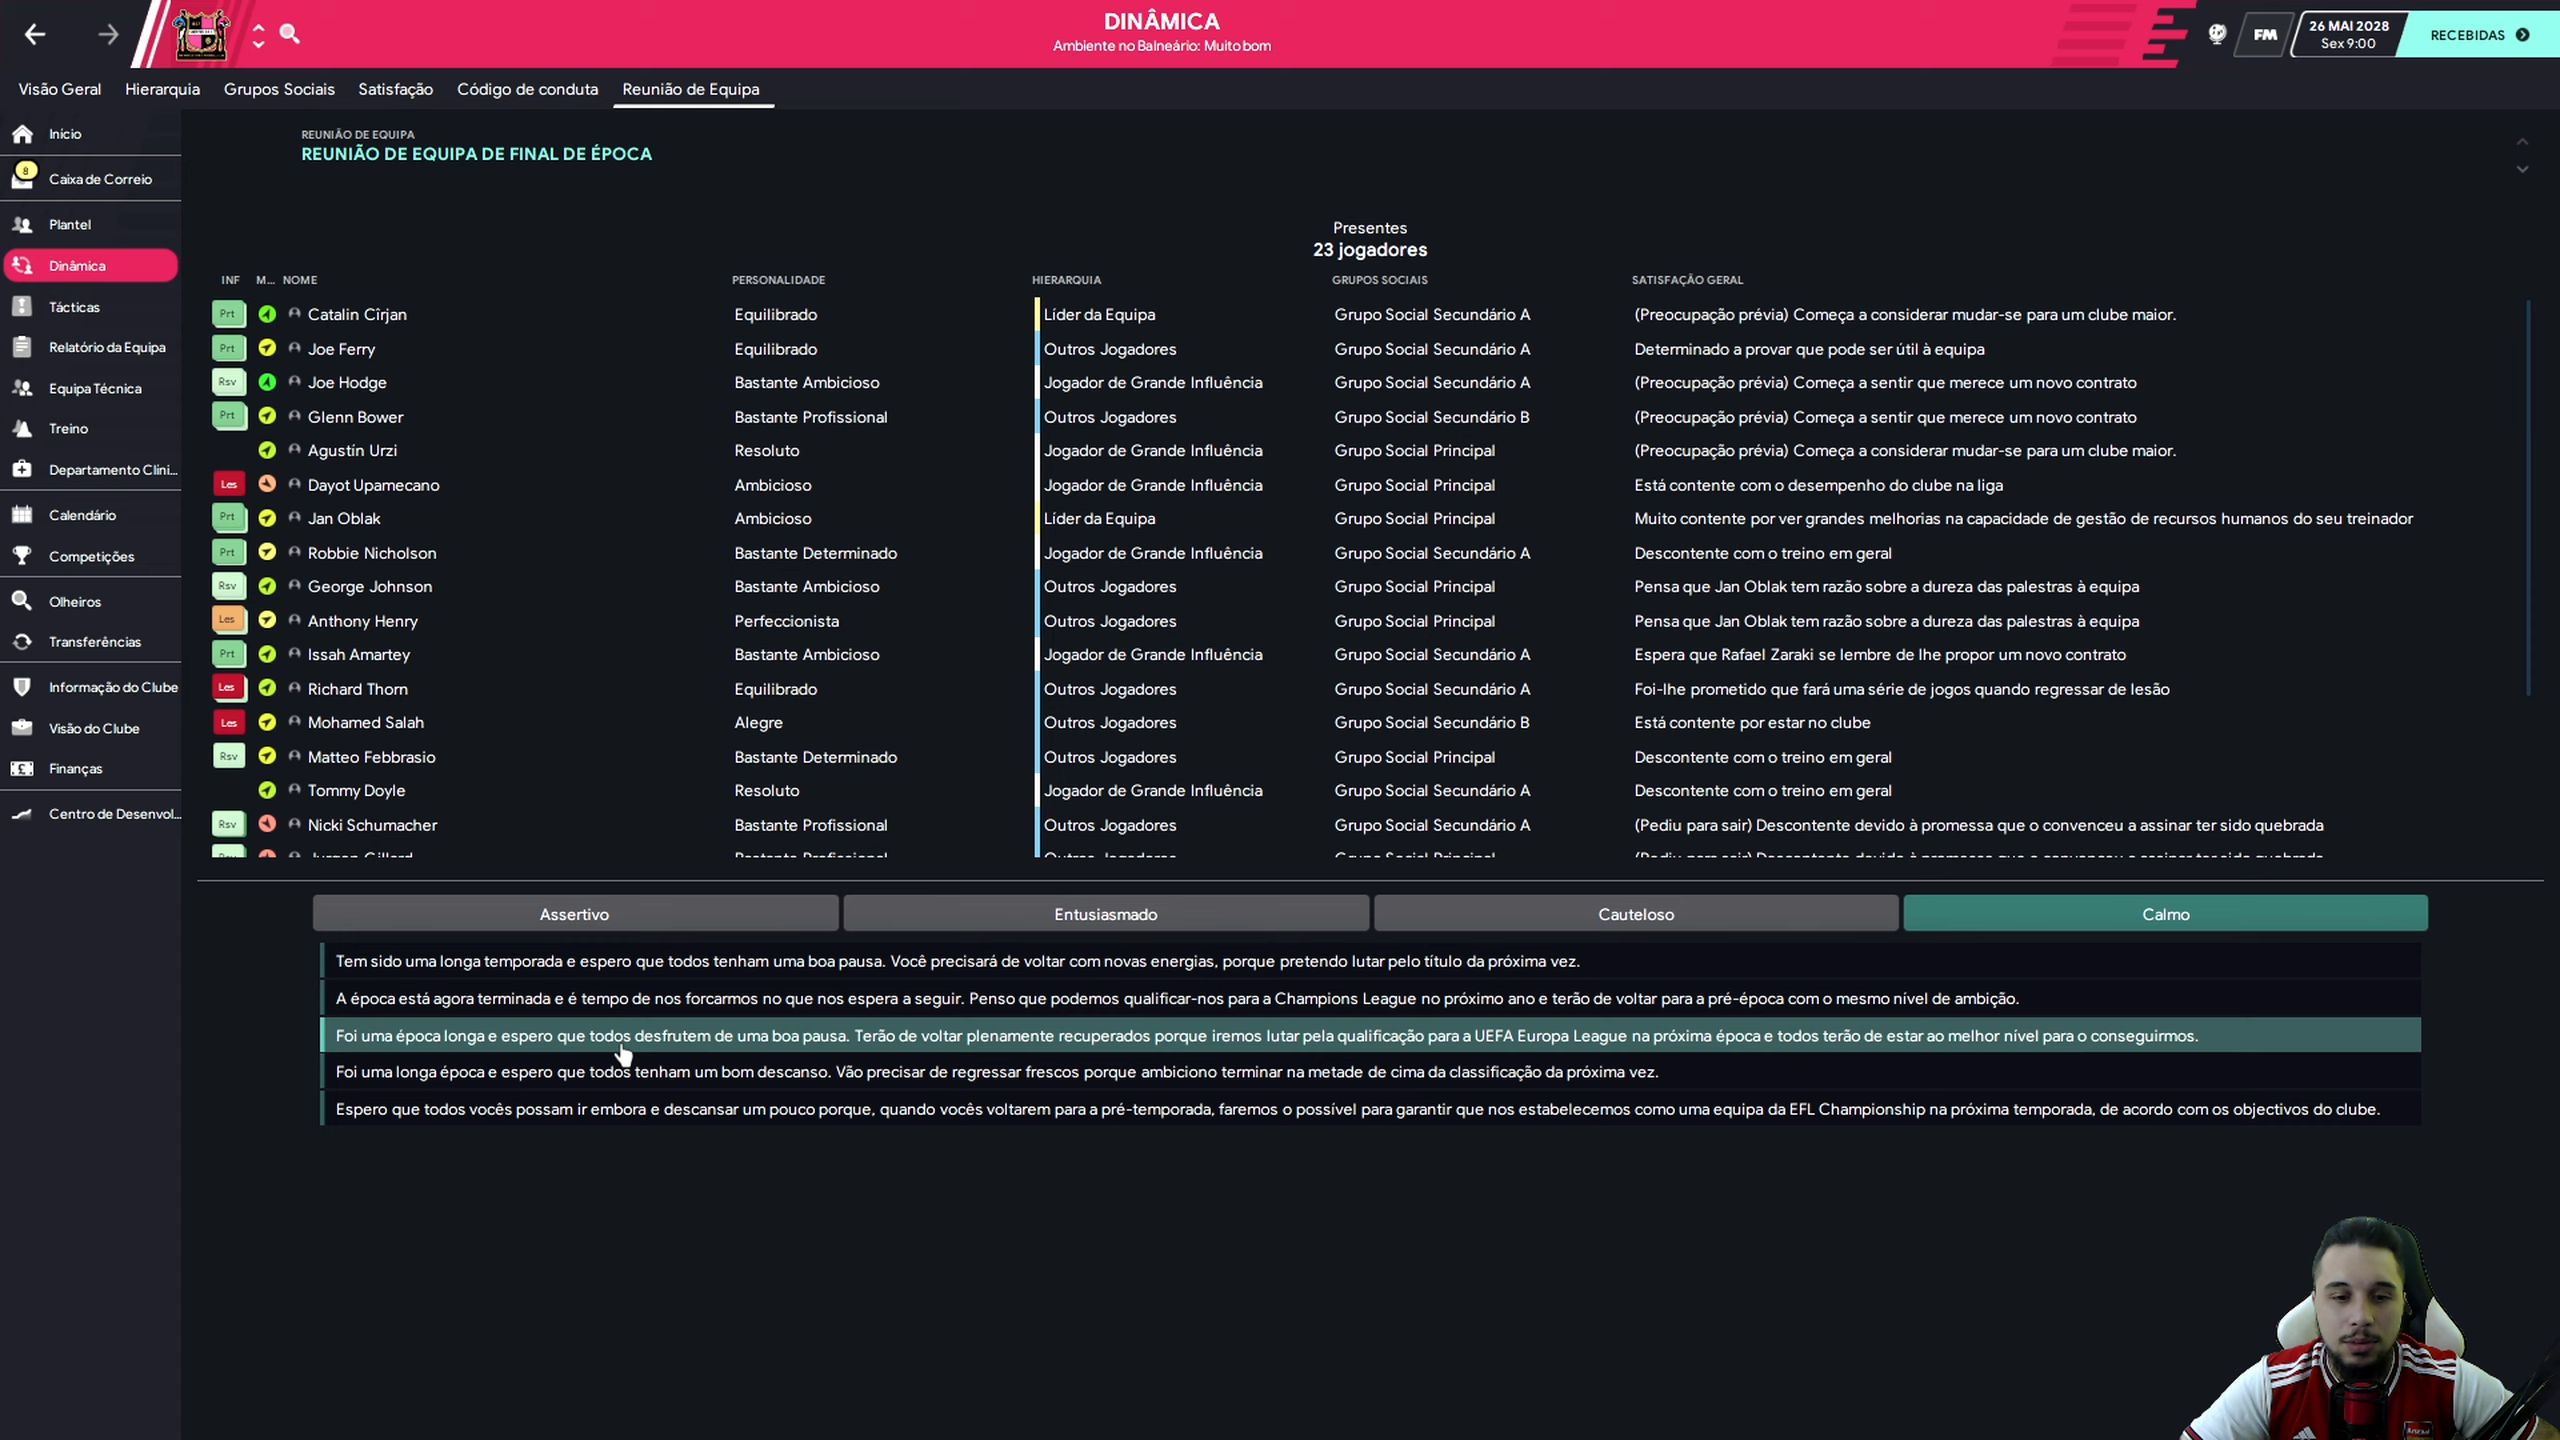 DINÂMICA
Ambiente no Balneário: Muito bom
FM
26 MAI 2028
Sex 9:00
RECEBIDAS
Visão Geral Hierarquia Grupos Sociais Satisfação Código de conduta Reunião de Equipa
Início
8
Caixa de Correio
Plantel
Dinâmica
Tácticas
Relatório da Equipa
Equipa Técnica
Treino
Departamento Clíni...
Calendário
Competições
Olheiros
Transferências
Informação do Clube
Visão do Clube
Finanças
Centro de Desenvol...
REUNIÃO DE EQUIPA
REUNIÃO DE EQUIPA DE FINAL DE ÉPOCA
Presentes
23 jogadores
INF M... NOME PERSONALIDADE HIERARQUIA GRUPOS SOCIAIS SATISFAÇÃO GERAL
Prt Catalin Cîrjan Equilibrado Líder da Equipa Grupo Social Secundário A (Preocupação prévia) Começa a considerar mudar-se para um clube maior.
Prt Joe Ferry Equilibrado Outros Jogadores Grupo Social Secundário A Determinado a provar que pode ser útil à equipa
Rsv Joe Hodge Bastante Ambicioso Jogador de Grande Influência Grupo Social Secundário A (Preocupação prévia) Começa a sentir que merece um novo contrato
Prt Glenn Bower Bastante Profissional Outros Jogadores Grupo Social Secundário B (Preocupação prévia) Começa a sentir que merece um novo contrato
Agustín Urzi Resoluto Jogador de Grande Influência Grupo Social Principal (Preocupação prévia) Começa a considerar mudar-se para um clube maior.
Les Dayot Upamecano Ambicioso Jogador de Grande Influência Grupo Social Principal Está contente com o desempenho do clube na liga
Prt Jan Oblak Ambicioso Líder da Equipa Grupo Social Principal Muito contente por ver grandes melhorias na capacidade de gestão de recursos humanos do seu treinador
Prt Robbie Nicholson Bastante Determinado Jogador de Grande Influência Grupo Social Secundário A Descontente com o treino em geral
Rsv George Johnson Bastante Ambicioso Outros Jogadores Grupo Social Principal Pensa que Jan Oblak tem razão sobre a dureza das palestras à equipa
Les Anthony Henry Perfeccionista Outros Jogadores Grupo Social Principal Pensa que Jan Oblak tem razão sobre a dureza das palestras à equipa
Prt Issah Amartey Bastante Ambicioso Jogador de Grande Influência Grupo Social Secundário A Espera que Rafael Zaraki se lembre de lhe propor um novo contrato
Les Richard Thorn Equilibrado Outros Jogadores Grupo Social Secundário A Foi-lhe prometido que fará uma série de jogos quando regressar de lesão
Les Mohamed Salah Alegre Outros Jogadores Grupo Social Secundário B Está contente por estar no clube
Rsv Matteo Febbrasio Bastante Determinado Outros Jogadores Grupo Social Principal Descontente com o treino em geral
Tommy Doyle Resoluto Jogador de Grande Influência Grupo Social Secundário A Descontente com o treino em geral
Rsv Nicki Schumacher Bastante Profissional Outros Jogadores Grupo Social Secundário A (Pediu para sair) Descontente devido à promessa que o convenceu a assinar ter sido quebrada
Bastante Profissional Outros Jogadores Grupo Social Principal (Pediu para sair) Descontente devido à promessa que o convenceu a assinar ter sido quebrada
Assertivo Entusiasmado Cauteloso Calmo
Tem sido uma longa temporada e espero que todos tenham uma boa pausa. Você precisará de voltar com novas energias, porque pretendo lutar pelo título da próxima vez.
A época está agora terminada e é tempo de nos forcarmos no que nos espera a seguir. Penso que podemos qualificar-nos para a Champions League no próximo ano e terão de voltar para a pré-época com o mesmo nível de ambição.
Foi uma época longa e espero que todos desfrutem de uma boa pausa. Terão de voltar plenamente recuperados porque iremos lutar pela qualificação para a UEFA Europa League na próxima época e todos terão de estar ao melhor nível para o conseguirmos.
Foi uma longa época e espero que todos tenham um bom descanso. Vão precisar de regressar frescos porque ambiciono terminar na metade de cima da classificação da próxima vez.
Espero que todos vocês possam ir embora e descansar um pouco porque, quando vocês voltarem para a pré-temporada, faremos o possível para garantir que nos estabelecemos como uma equipa da EFL Championship na próxima temporada, de acordo com os objectivos do clube.